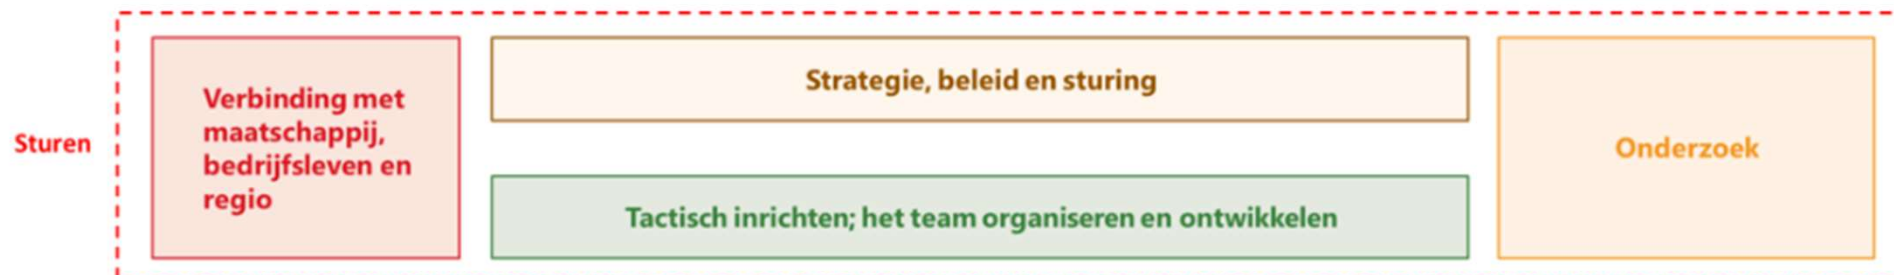 Sturen
Verbinding met
maatschappij,
bedrijfsleven en
regio
Strategie, beleid en sturing
Tactisch inrichten; het team organiseren en ontwikkelen
Onderzoek